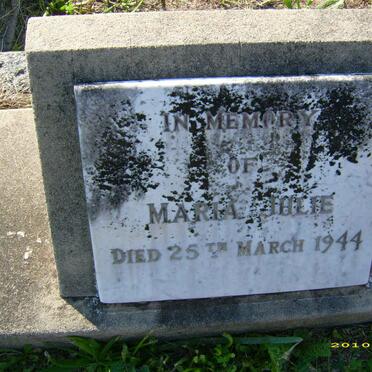 IN MEMORY
OF
MARIA JULIE
DIED 25TH MARCH 1944
2010